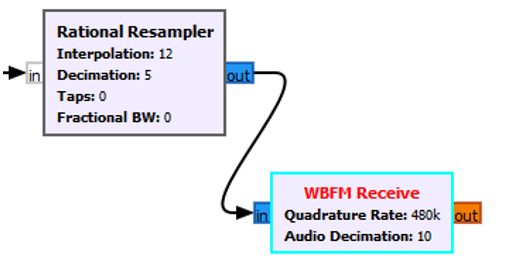 Rational Resampler
Interpolation: 12
in
Decimation: 5
out
Taps: 0
Fractional BW: 0
WBFM Receive
in
Quadrature Rate: 480k
out
Audio Decimation: 10